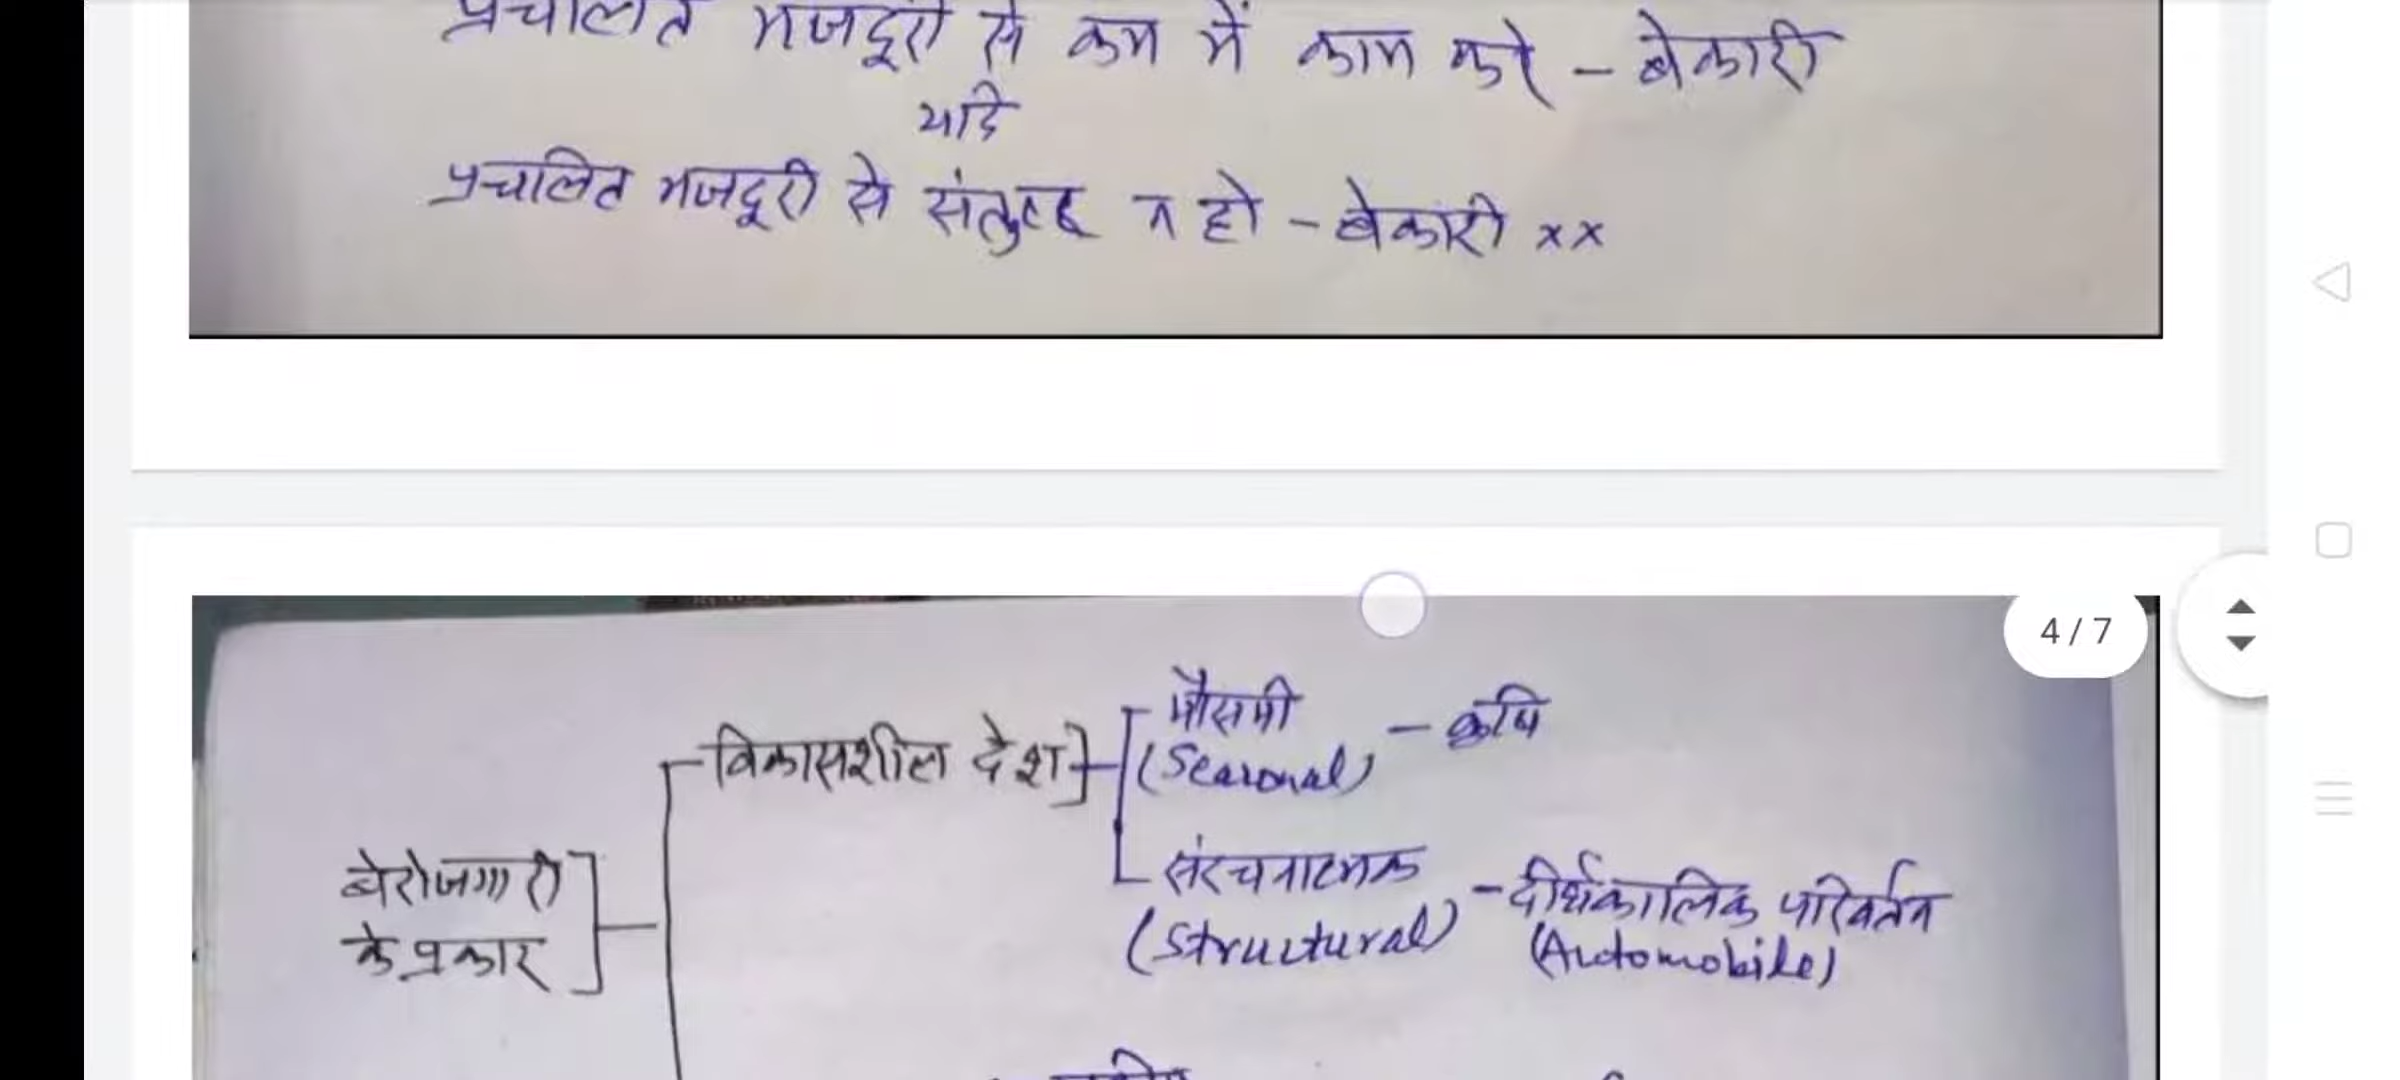 प्रचलित मजदूरी से कम में काम करे - बेकारी
यदि
प्रचलित मजदूरी से संतुष्ट न हो - बेकारी xx
4 / 7
विकासशील देश
मौसमी - कृषि
(Seasonal)
संरचनात्मक - दीर्घकालिक परिवर्तन
(Structural) (Automobile)
बेरोजगारी
के प्रकार